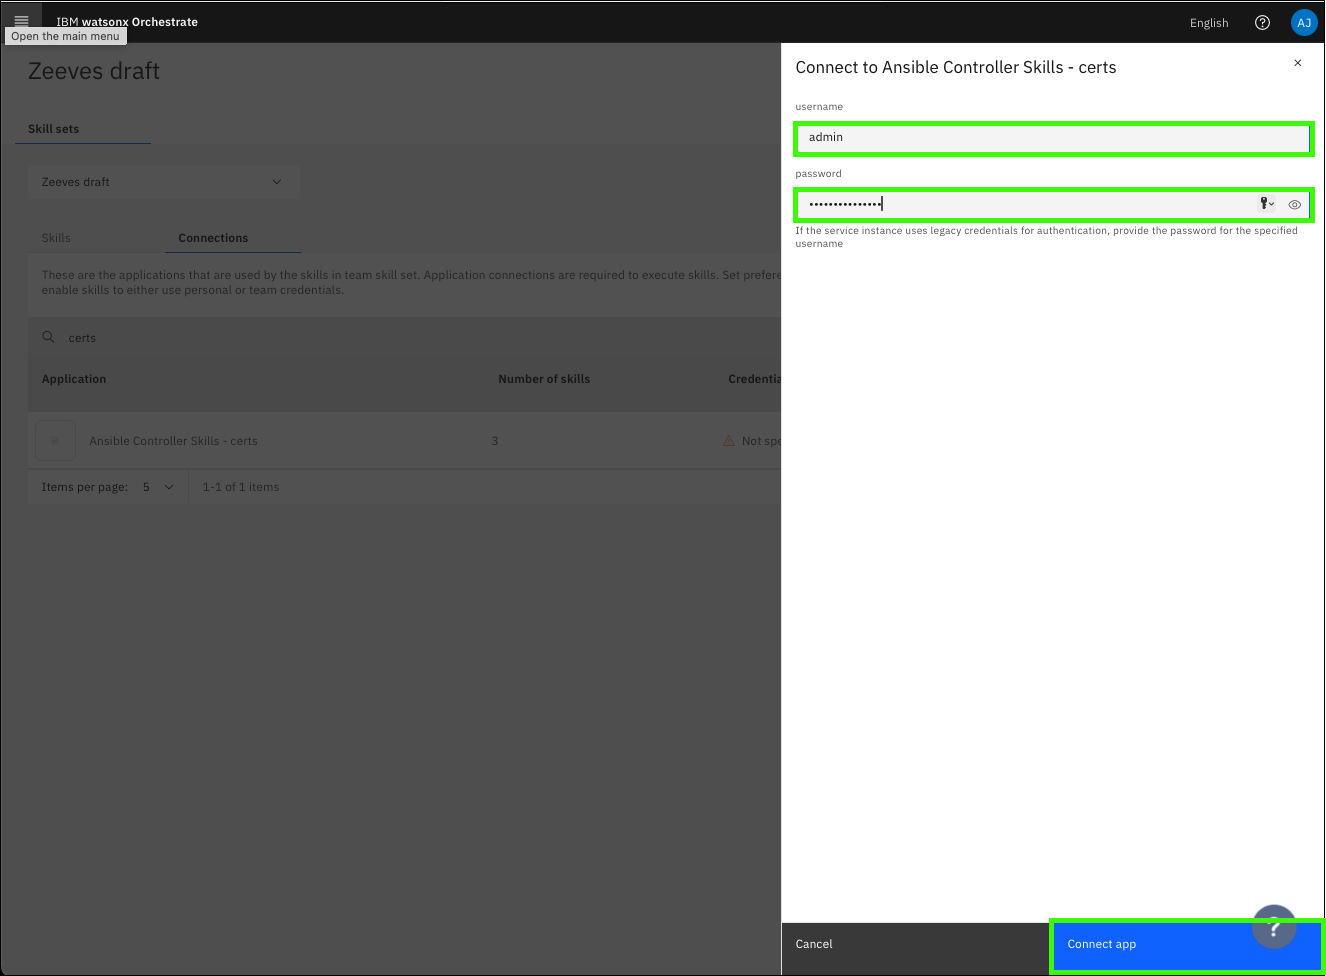 IBM watsonx Orchestrate
English
AJ
Open the main menu
Zeeves draft
Skill sets
Zeeves draft
Skills
Connections
These are the applications that are used by the skills in team skill set. Application connections are required to execute skills. Set prefere
enable skills to either use personal or team credentials.
certs
Application
Number of skills
Credentia
Ansible Controller Skills - certs
3
Not spe
Items per page:
5
1-1 of 1 items
Connect to Ansible Controller Skills - certs
username
admin
password
•••••••••••••••
If the service instance uses legacy credentials for authentication, provide the password for the specified
username
Cancel
Connect app
?